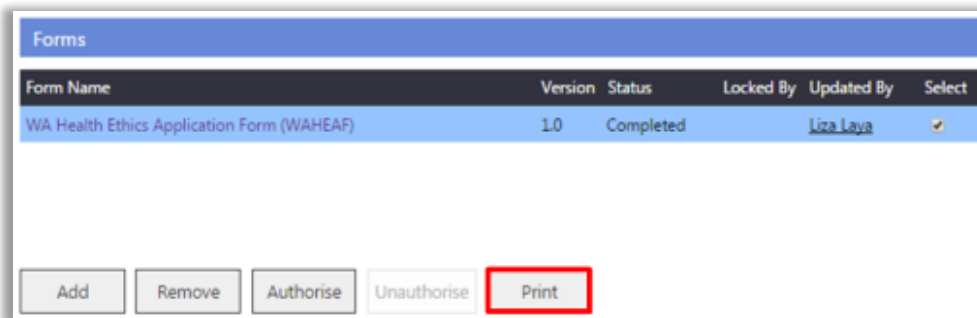 Forms
Form Name Version Status Locked By Updated By Select
WA Health Ethics Application Form (WAHEAF) 1.0 Completed Liza Laya
Add Remove Authorise Unauthorise Print